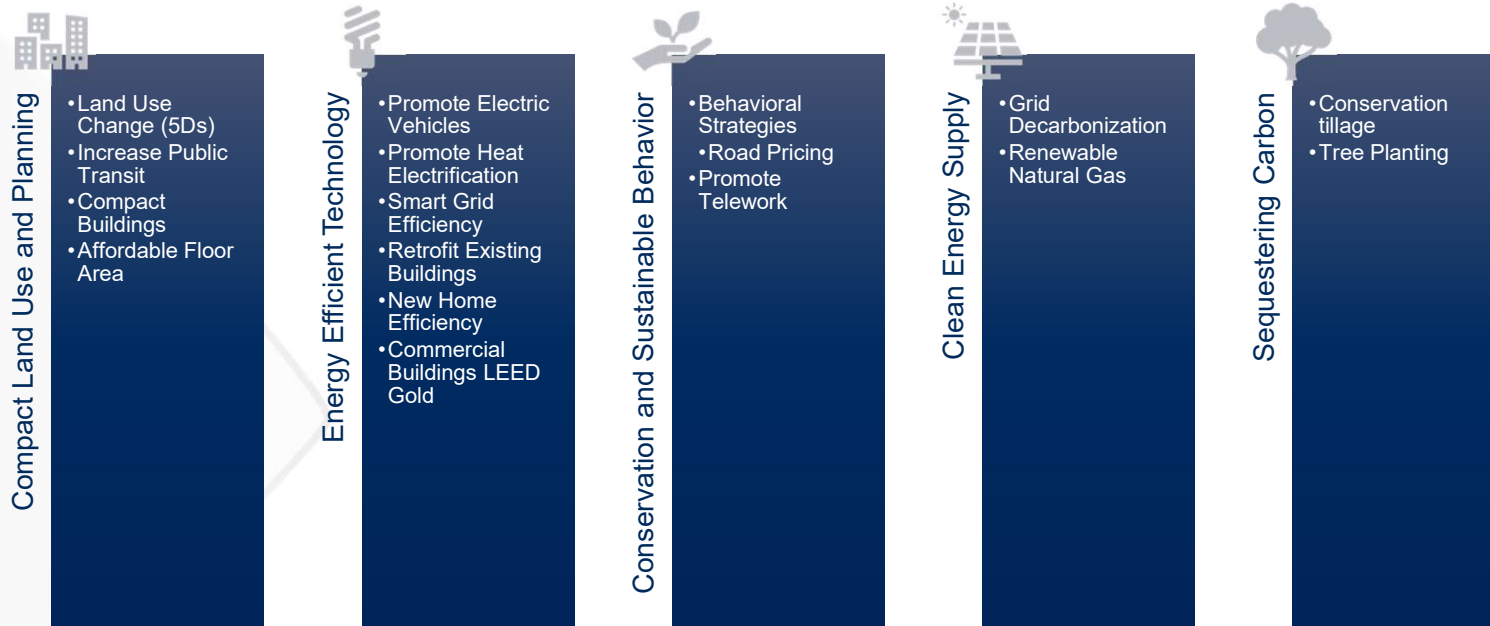 Compact Land Use and Planning
•Land Use
Change (5Ds)
•Increase Public
Transit
•Compact
Buildings
•Affordable Floor
Area
Energy Efficient Technology
•Promote Electric
Vehicles
•Promote Heat
Electrification
•Smart Grid
Efficiency
•Retrofit Existing
Buildings
•New Home
Efficiency
•Commercial
Buildings LEED
Gold
Conservation and Sustainable Behavior
•Behavioral
Strategies
•Road Pricing
•Promote
Telework
Clean Energy Supply
•Grid
Decarbonization
•Renewable
Natural Gas
Sequestering Carbon
•Conservation
tillage
•Tree Planting